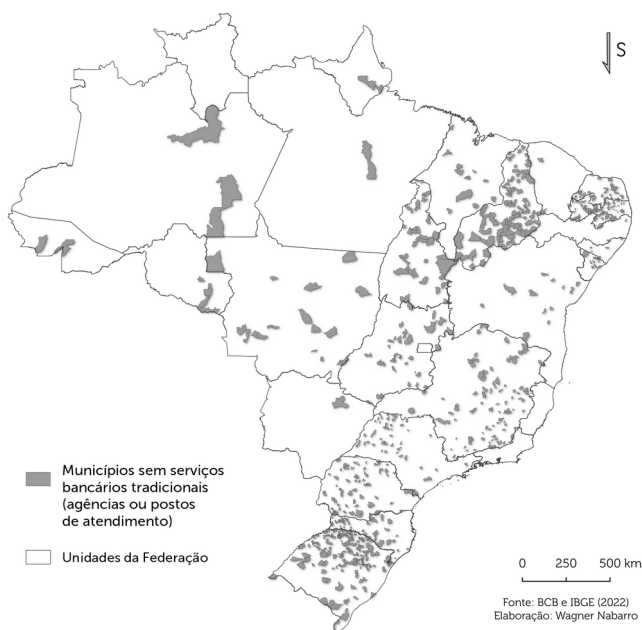 S
Municípios sem serviços
bancários tradicionais
(agências ou postos
de atendimento)
Unidades da Federação
0 250 500 km
Fonte: BCB e IBGE (2022)
Elaboração: Wagner Nabarro